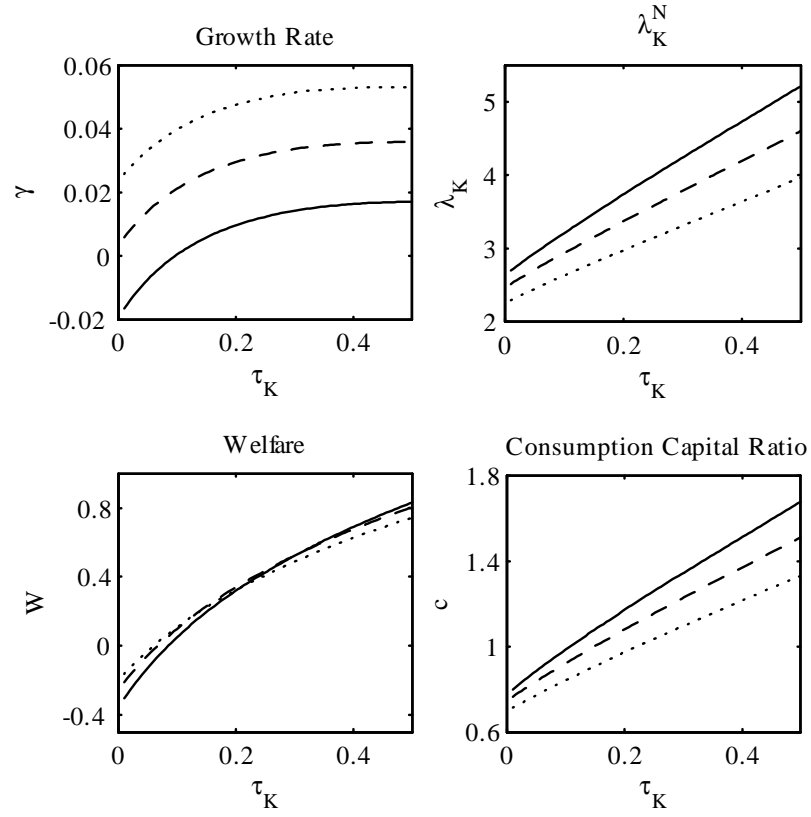 Growth Rate
0.06
0.04
0.02
0
-0.02
γ
0 0.2 0.4
τ_K
λ_K^N
5
4
3
2
λ_K
0 0.2 0.4
τ_K
Welfare
0.8
0.4
0
-0.4
W
0 0.2 0.4
τ_K
Consumption Capital Ratio
1.8
1.4
1
0.6
c
0 0.2 0.4
τ_K